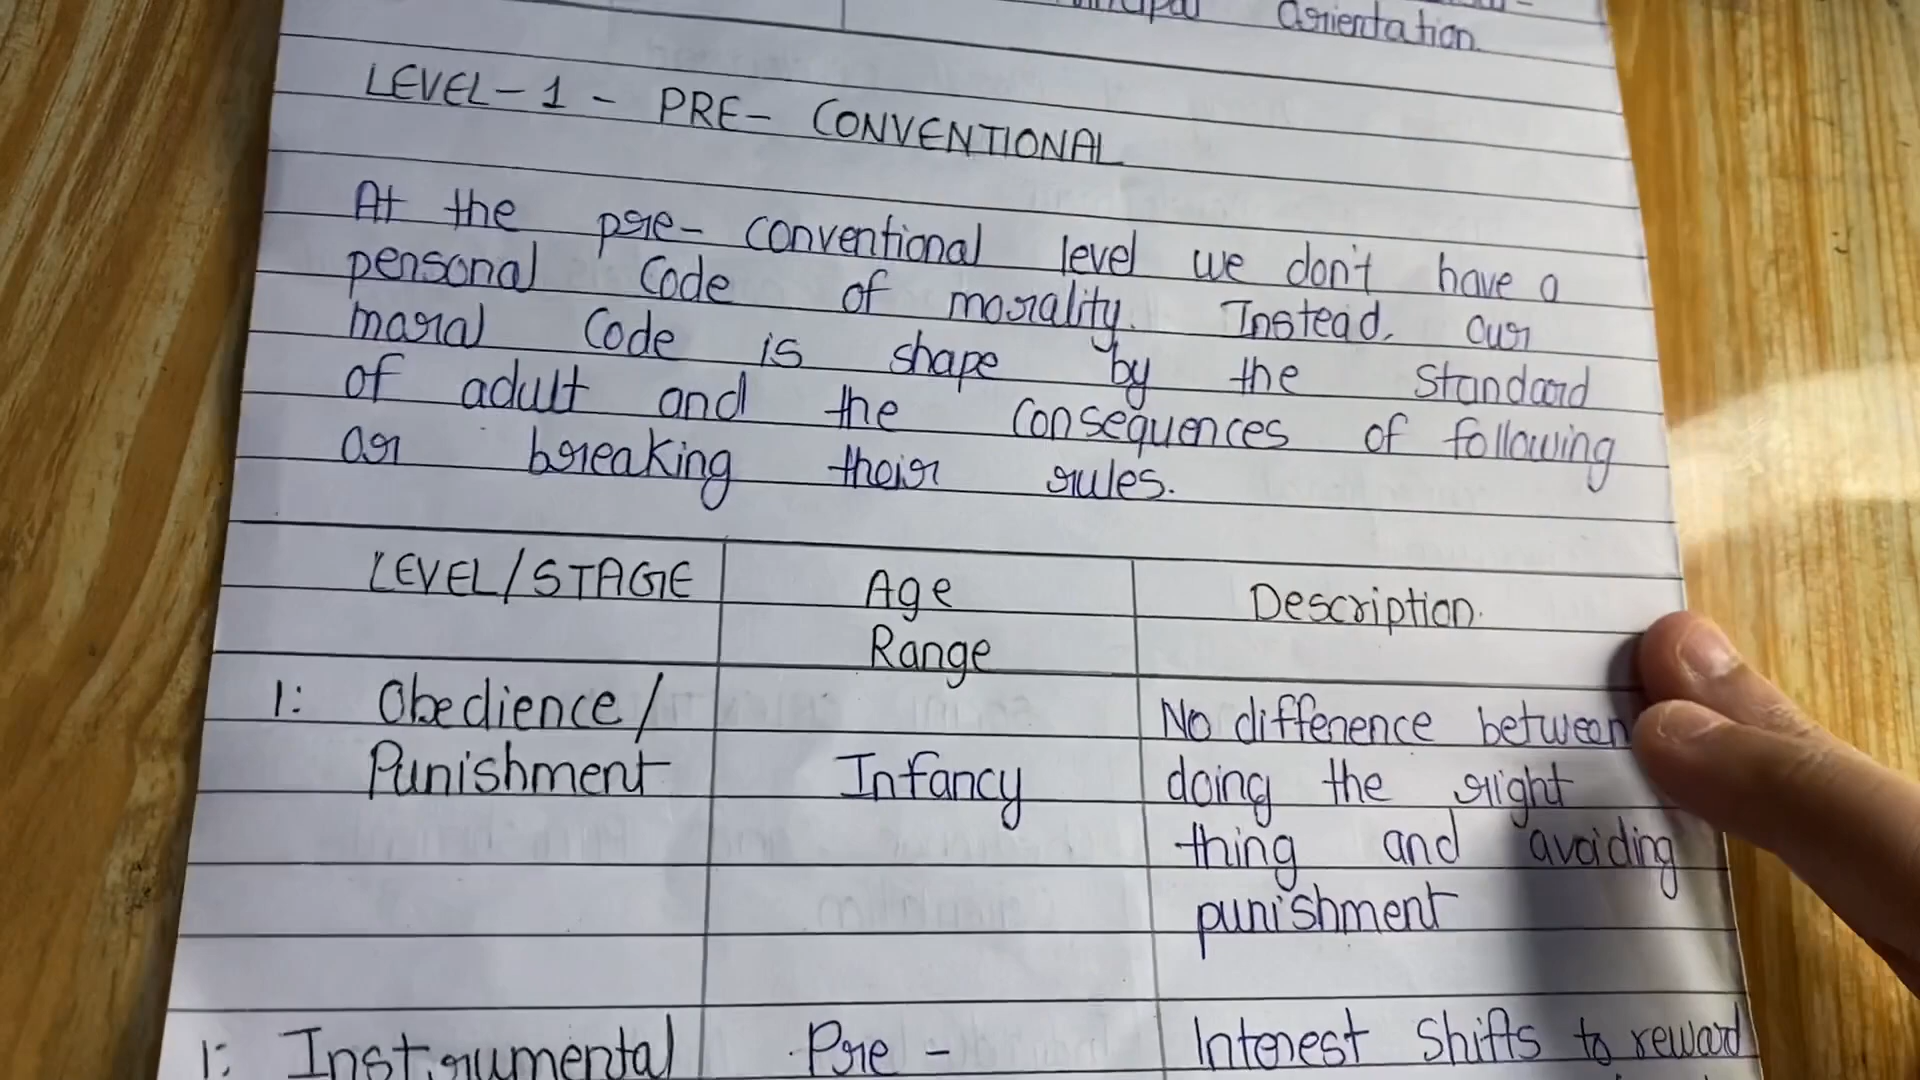 Orientation
LEVEL-1 - PRE- CONVENTIONAL
At the pre- conventional level we don't have a
personal code of morality. Instead, our
moral code is shape by the standard
of adult and the consequences of following
or breaking their rules.
LEVEL/STAGE Age Range Description.
1: Obedience/ Punishment
Infancy
No difference between
doing the right
thing and avoiding
punishment
1: Instrumental
Pre -
Interest shifts to reward